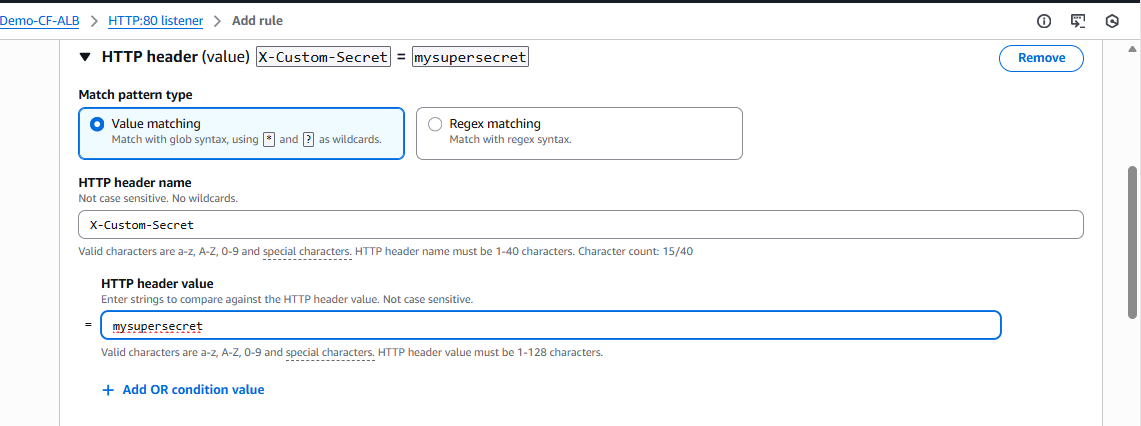 Demo-CF-ALB > HTTP:80 listener > Add rule
▼ HTTP header (value) X-Custom-Secret = mysupersecret Remove
Match pattern type
Value matching
Match with glob syntax, using * and ? as wildcards.
Regex matching
Match with regex syntax.
HTTP header name
Not case sensitive. No wildcards.
X-Custom-Secret
Valid characters are a-z, A-Z, 0-9 and special characters. HTTP header name must be 1-40 characters. Character count: 15/40
HTTP header value
Enter strings to compare against the HTTP header value. Not case sensitive.
= mysupersecret
Valid characters are a-z, A-Z, 0-9 and special characters. HTTP header value must be 1-128 characters.
+ Add OR condition value